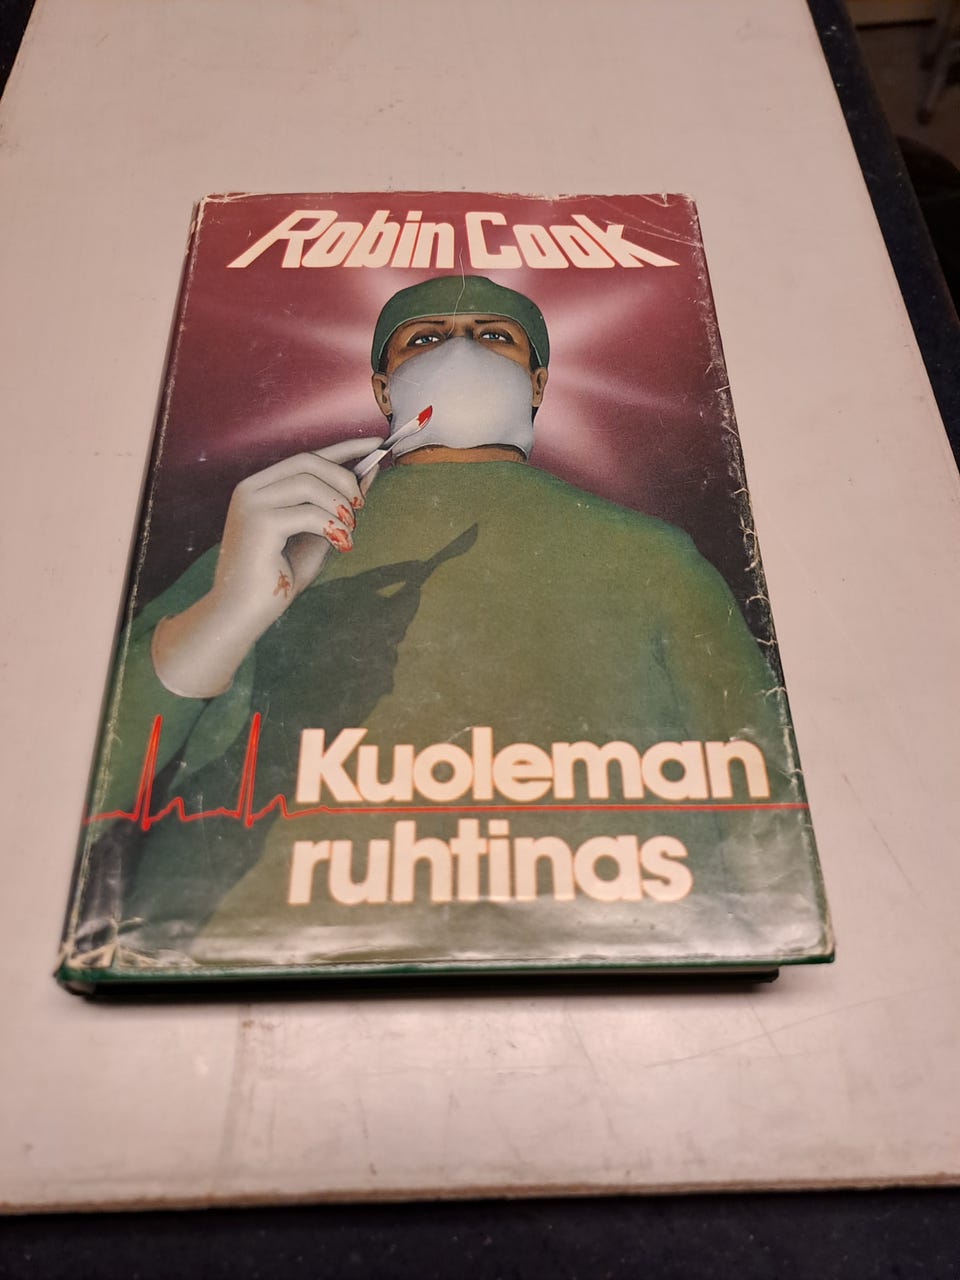 Robin Cook
Kuoleman
ruhtinas